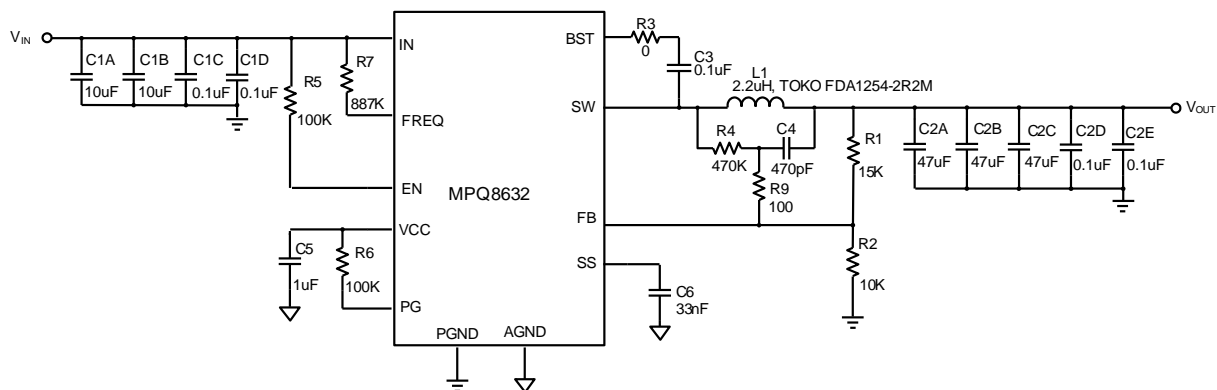 VIN
C1A
10uF
C1B
10uF
C1C
0.1uF
C1D
0.1uF
R5
100K
R7
887K
IN
FREQ
EN
VCC
PG
MPQ8632
PGND
AGND
BST
SW
FB
SS
C5
1uF
R6
100K
R3
0
C3
0.1uF
L1
2.2uH, TOKO FDA1254-2R2M
R4
470K
C4
470pF
R9
100
R1
15K
R2
10K
C6
33nF
C2A
47uF
C2B
47uF
C2C
47uF
C2D
0.1uF
C2E
0.1uF
VOUT